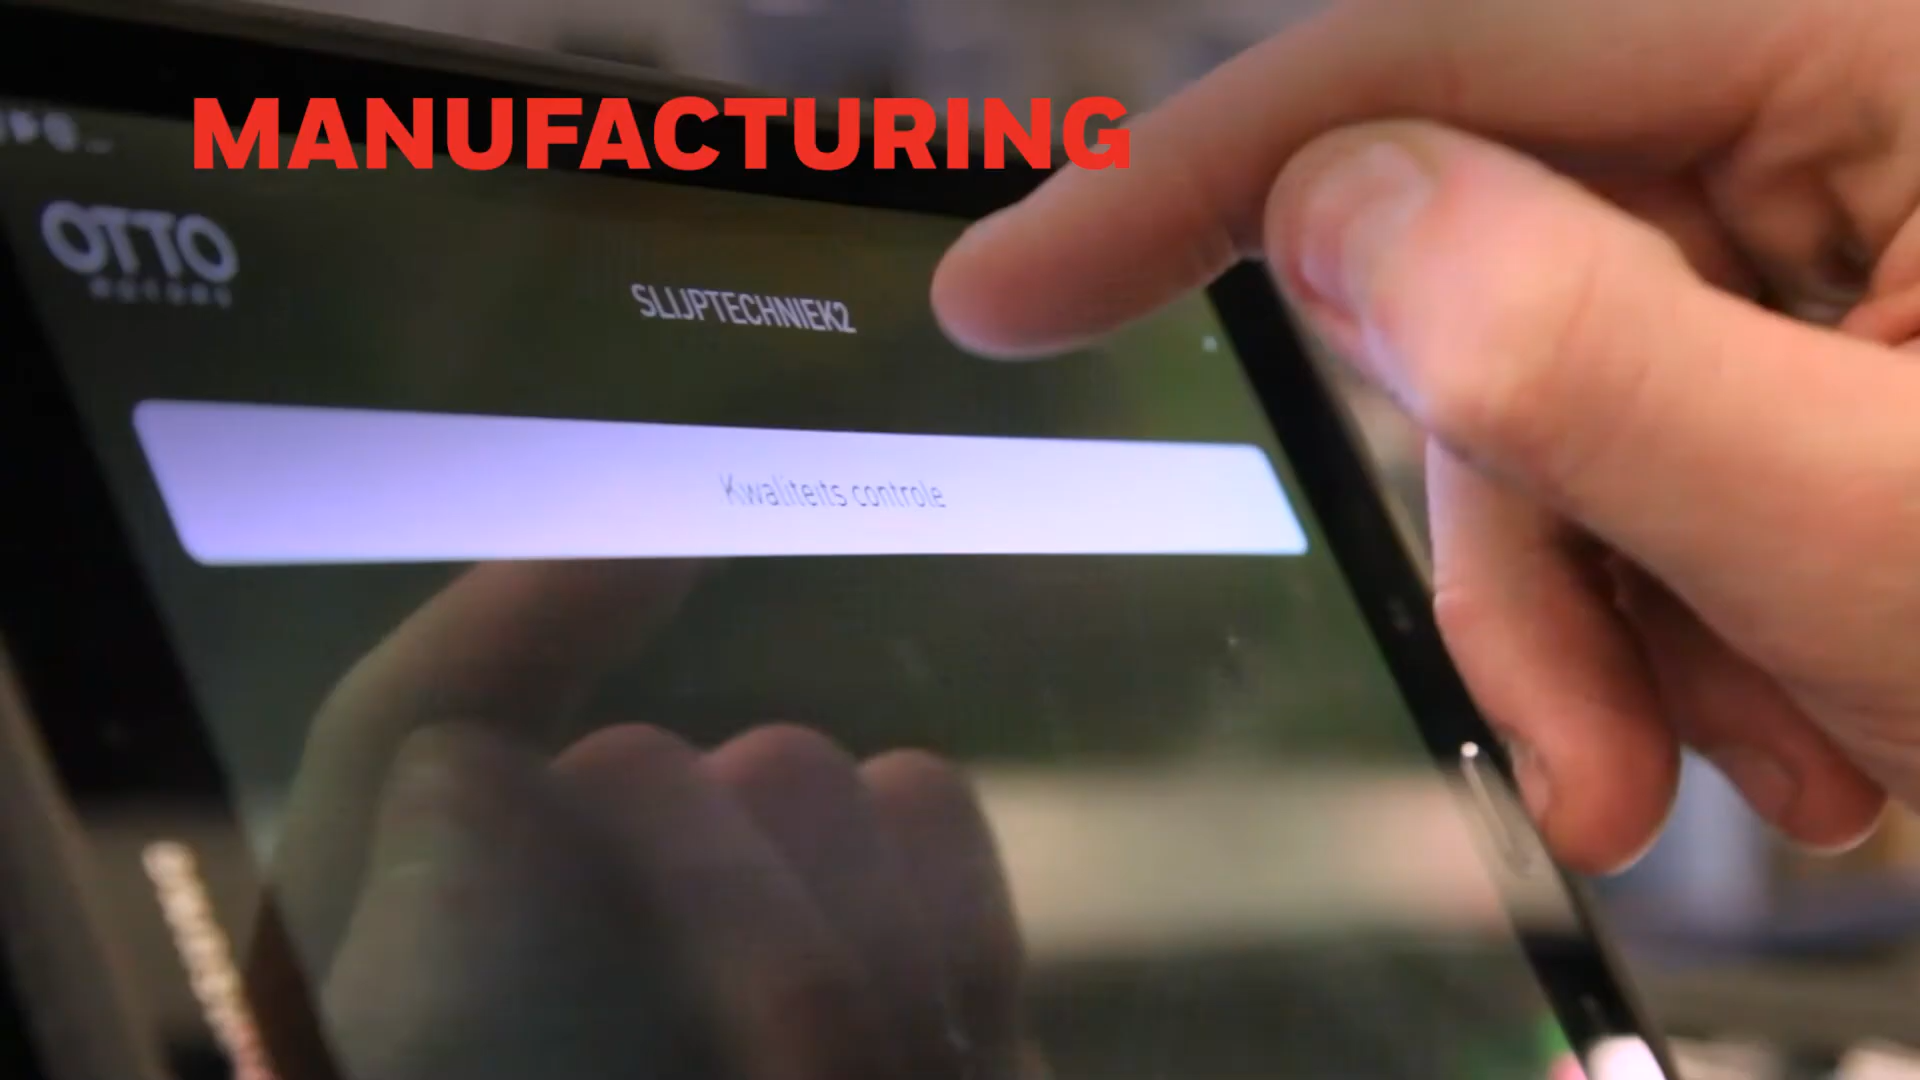 MANUFACTURING
OTTO
SLIJPTECHNIEK2
Kwaliteits controle